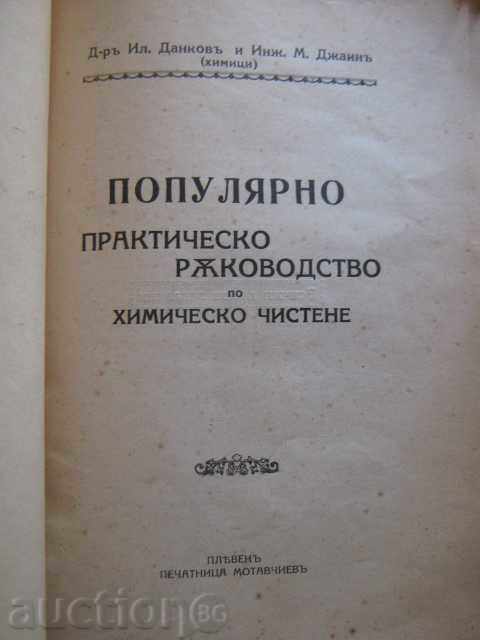 Д-ръ Ил. Данковъ и Инж. М. Джаинъ
(химици)
ПОПУЛЯРНО
ПРАКТИЧЕСКО
РѪКОВОДСТВО
ПО
ХИМИЧЕСКО ЧИСТЕНЕ
ПЛѢВЕНЪ
ПЕЧАТНИЦА МОТАВЧИЕВЪ
auction BG